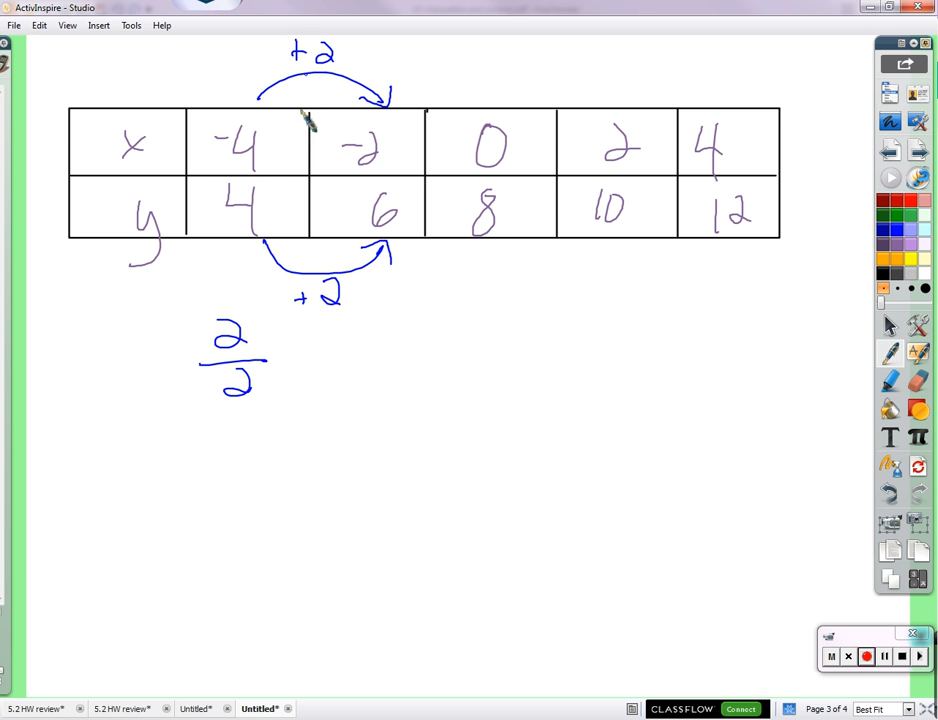 ActivInspire - Studio
File Edit View Insert Tools Help
+2
x -4 -2 0 2 4
y 4 6 8 10 12
+2
2
2
T π
M
5.2 HW review* 5.2 HW review* Untitled* Untitled* CLASSFLOW Connect Page 3 of 4 Best Fit